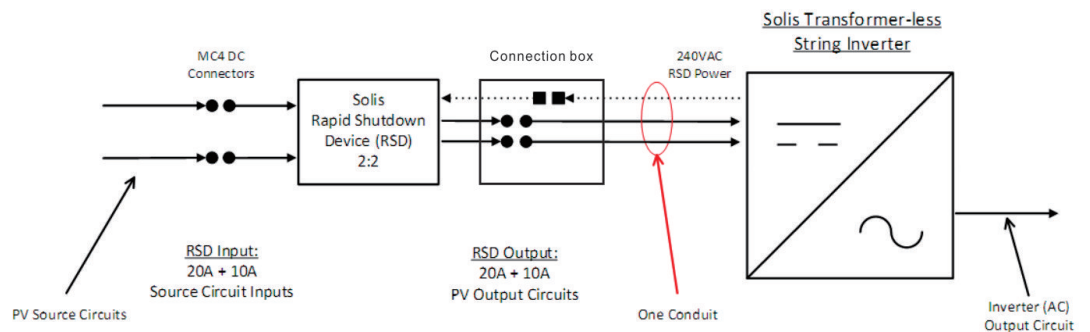 Solis Transformer-less
String Inverter
MC4 DC
Connectors
Connection box
240VAC
RSD Power
Solis
Rapid Shutdown
Device (RSD)
2:2
RSD Input:
20A + 10A
Source Circuit Inputs
RSD Output:
20A + 10A
PV Output Circuits
PV Source Circuits
One Conduit
Inverter (AC)
Output Circuit